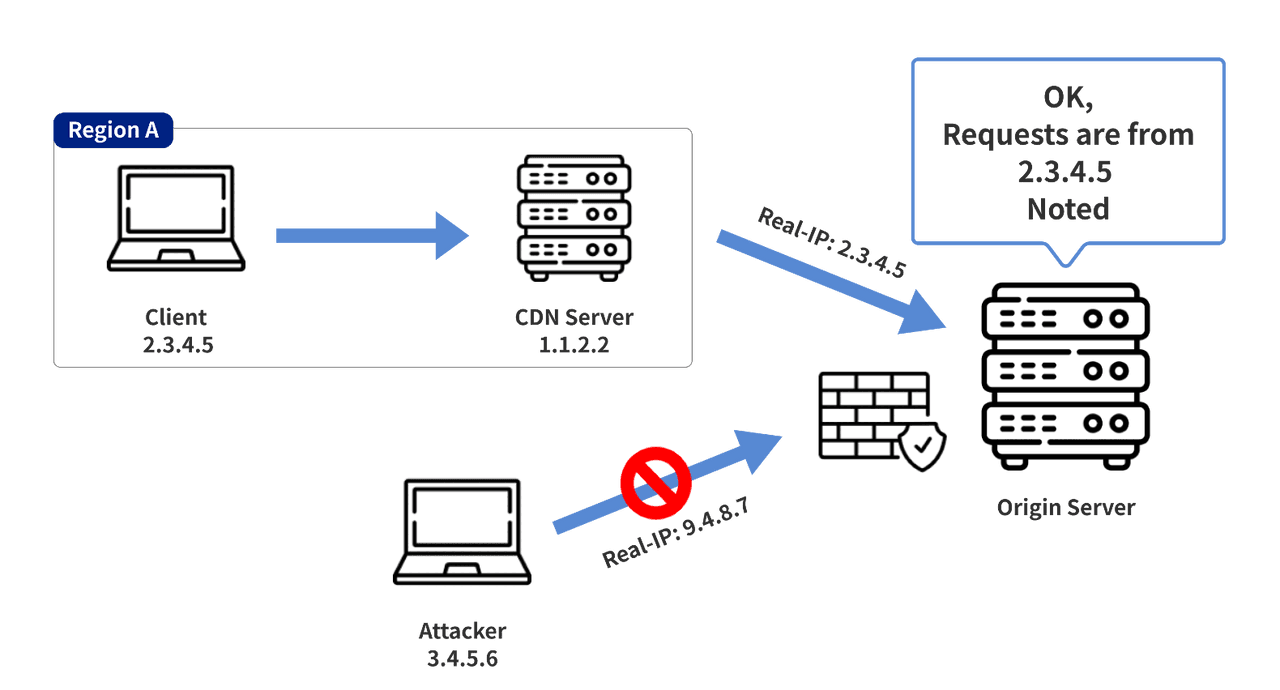 OK,
Requests are from
2.3.4.5
Noted
Region A
Client
2.3.4.5
CDN Server
1.1.2.2
Real-IP: 2.3.4.5
Origin Server
Real-IP: 9.4.8.7
Attacker
3.4.5.6